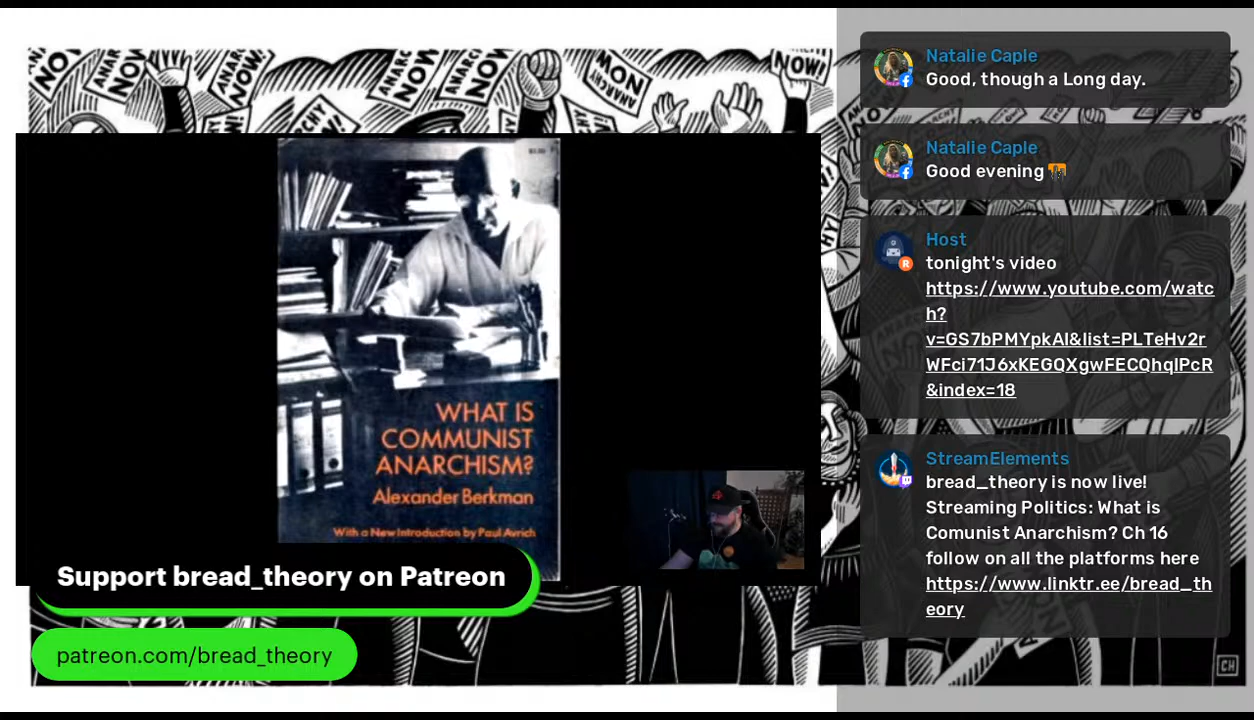 NOW!
WHAT IS
COMMUNIST
ANARCHISM?
Alexander Berkman
With a New Introduction by Paul Avrich
Support bread_theory on Patreon
patreon.com/bread_theory
Natalie Caple
Good, though a Long day.
Natalie Caple
Good evening
Host
tonight's video
https://www.youtube.com/watc
h?
v=GS7bPMYpkAI&list=PLTeHv2r
WFci71J6xKEGQXgwFECQhqIPcR
&index=18
StreamElements
bread_theory is now live!
Streaming Politics: What is
Comunist Anarchism? Ch 16
follow on all the platforms here
https://www.linktr.ee/bread_th
eory
CH